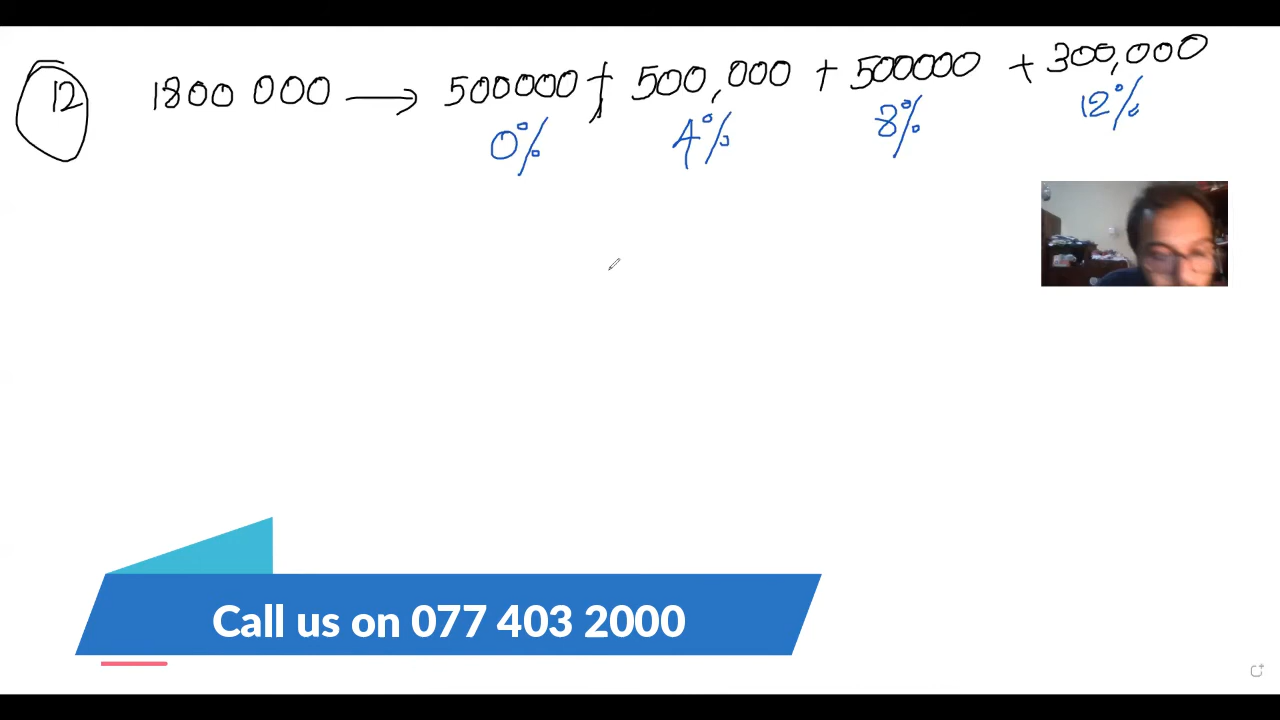 12 1800 000 → 500000 + 500,000 + 500000 + 300,000
0% 4% 8% 12%
Call us on 077 403 2000